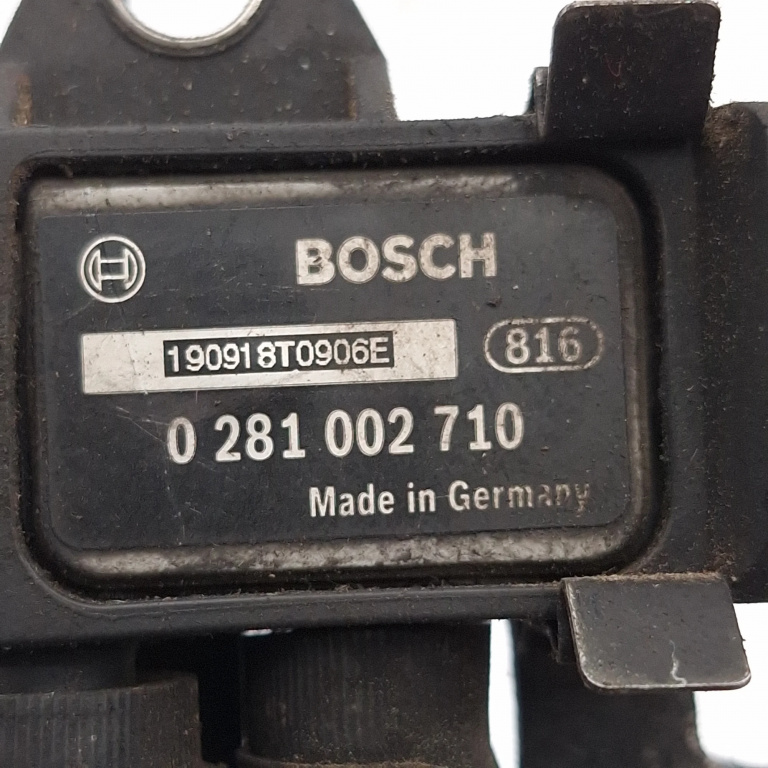 BOSCH
190918T0906E 816
0 281 002 710
Made in Germany